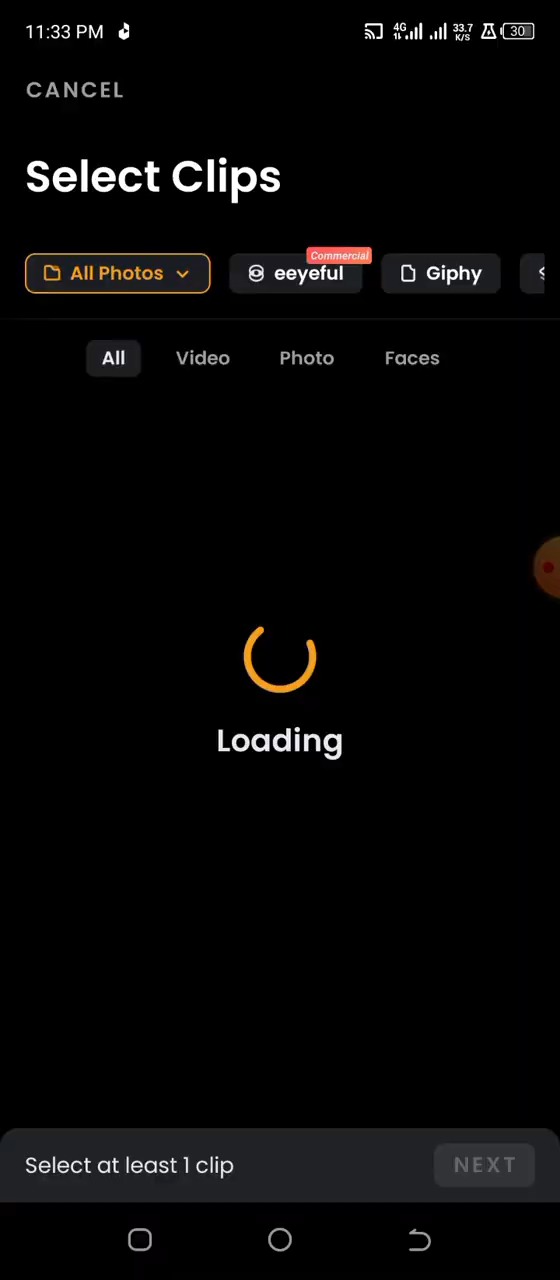 11:33 PM 4G 33.7 K/S 30
CANCEL
Select Clips
Commercial
All Photos eeyeful Giphy
All Video Photo Faces
Loading
Select at least 1 clip NEXT